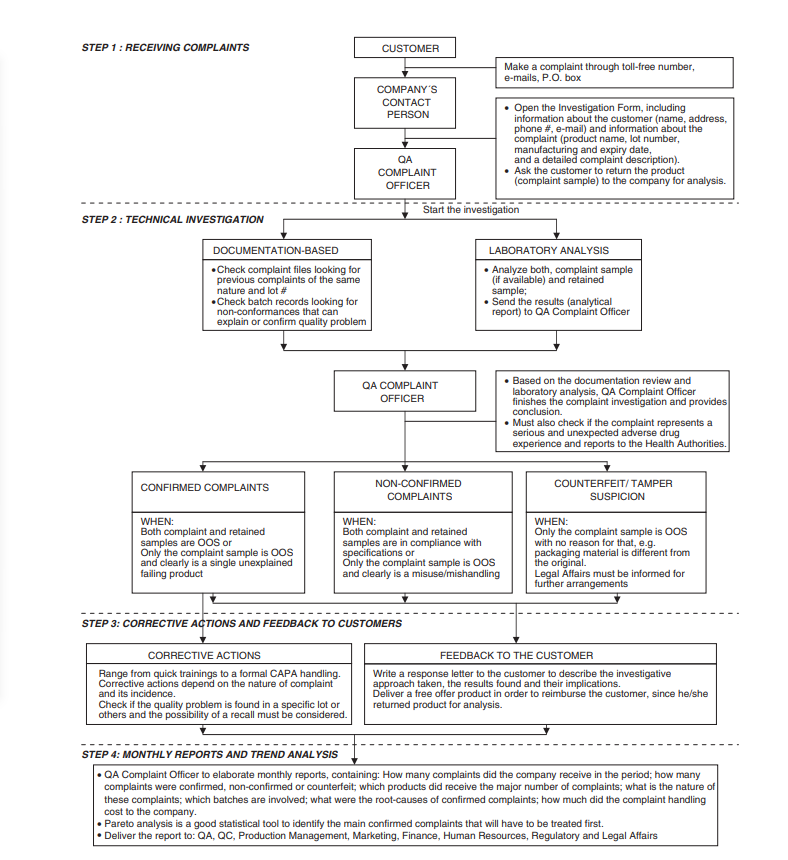 STEP 1 : RECEIVING COMPLAINTS
CUSTOMER
Make a complaint through toll-free number,
e-mails, P.O. box
COMPANY´S
CONTACT
PERSON
• Open the Investigation Form, including
information about the customer (name, address,
phone #, e-mail) and information about the
complaint (product name, lot number,
manufacturing and expiry date,
and a detailed complaint description).
• Ask the customer to return the product
(complaint sample) to the company for analysis.
QA
COMPLAINT
OFFICER
Start the investigation
STEP 2 : TECHNICAL INVESTIGATION
DOCUMENTATION-BASED
• Check complaint files looking for
previous complaints of the same
nature and lot #
• Check batch records looking for
non-conformances that can
explain or confirm quality problem
LABORATORY ANALYSIS
• Analyze both, complaint sample
(if available) and retained
sample;
• Send the results (analytical
report) to QA Complaint Officer
QA COMPLAINT
OFFICER
• Based on the documentation review and
laboratory analysis, QA Complaint Officer
finishes the complaint investigation and provides
conclusion.
• Must also check if the complaint represents a
serious and unexpected adverse drug
experience and reports to the Health Authorities.
CONFIRMED COMPLAINTS
WHEN:
Both complaint and retained
samples are OOS or
Only the complaint sample is OOS
and clearly is a single unexplained
failing product
NON-CONFIRMED
COMPLAINTS
WHEN:
Both complaint and retained
samples are in compliance with
specifications or
Only the complaint sample is OOS
and clearly is a misuse/mishandling
COUNTERFEIT/ TAMPER
SUSPICION
WHEN:
Only the complaint sample is OOS
with no reason for that, e.g.
packaging material is different from
the original.
Legal Affairs must be informed for
further arrangements
STEP 3: CORRECTIVE ACTIONS AND FEEDBACK TO CUSTOMERS
CORRECTIVE ACTIONS
Range from quick trainings to a formal CAPA handling.
Corrective actions depend on the nature of complaint
and its incidence.
Check if the quality problem is found in a specific lot or
others and the possibility of a recall must be considered.
FEEDBACK TO THE CUSTOMER
Write a response letter to the customer to describe the investigative
approach taken, the results found and their implications.
Deliver a free offer product in order to reimburse the customer, since he/she
returned product for analysis.
STEP 4: MONTHLY REPORTS AND TREND ANALYSIS
• QA Complaint Officer to elaborate monthly reports, containing: How many complaints did the company receive in the period; how many
complaints were confirmed, non-confirmed or counterfeit; which products did receive the major number of complaints; what is the nature of
these complaints; which batches are involved; what were the root-causes of confirmed complaints; how much did the complaint handling
cost to the company.
• Pareto analysis is a good statistical tool to identify the main confirmed complaints that will have to be treated first.
• Deliver the report to: QA, QC, Production Management, Marketing, Finance, Human Resources, Regulatory and Legal Affairs